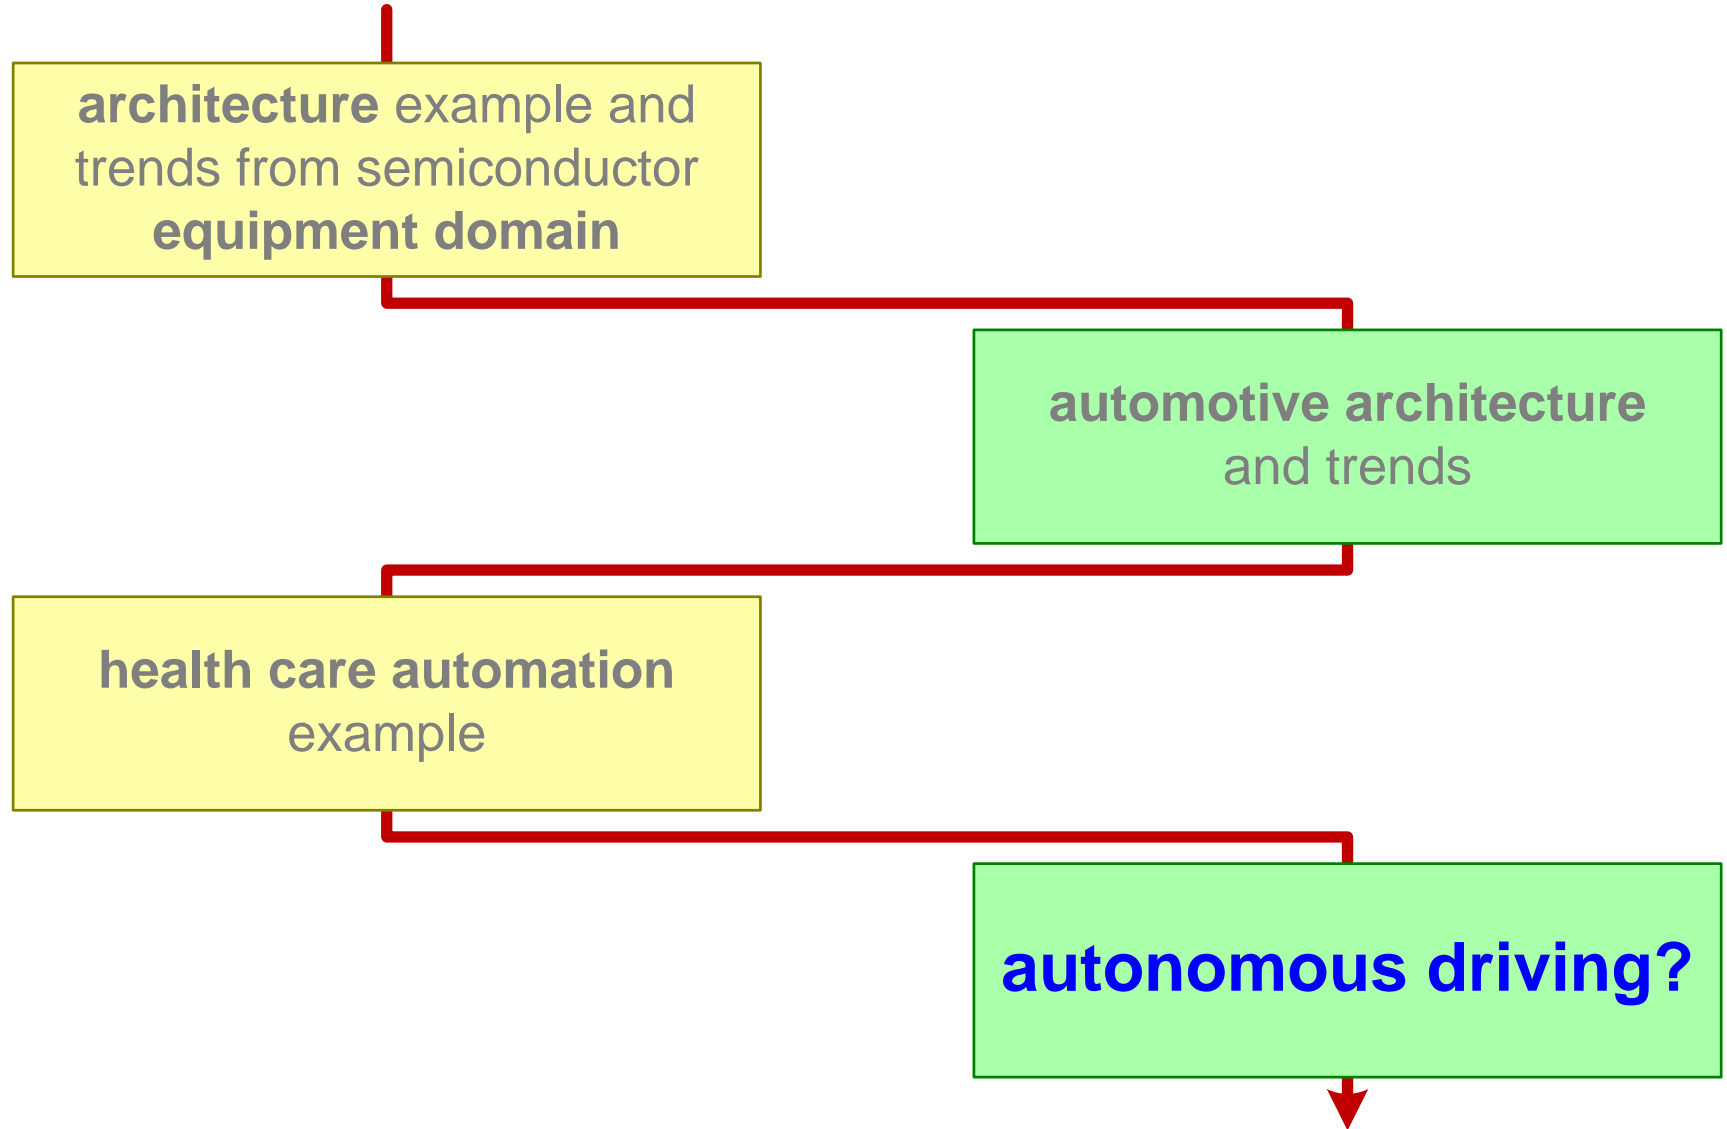 architecture example and
trends from semiconductor
equipment domain
automotive architecture
and trends
health care automation
example
autonomous driving?